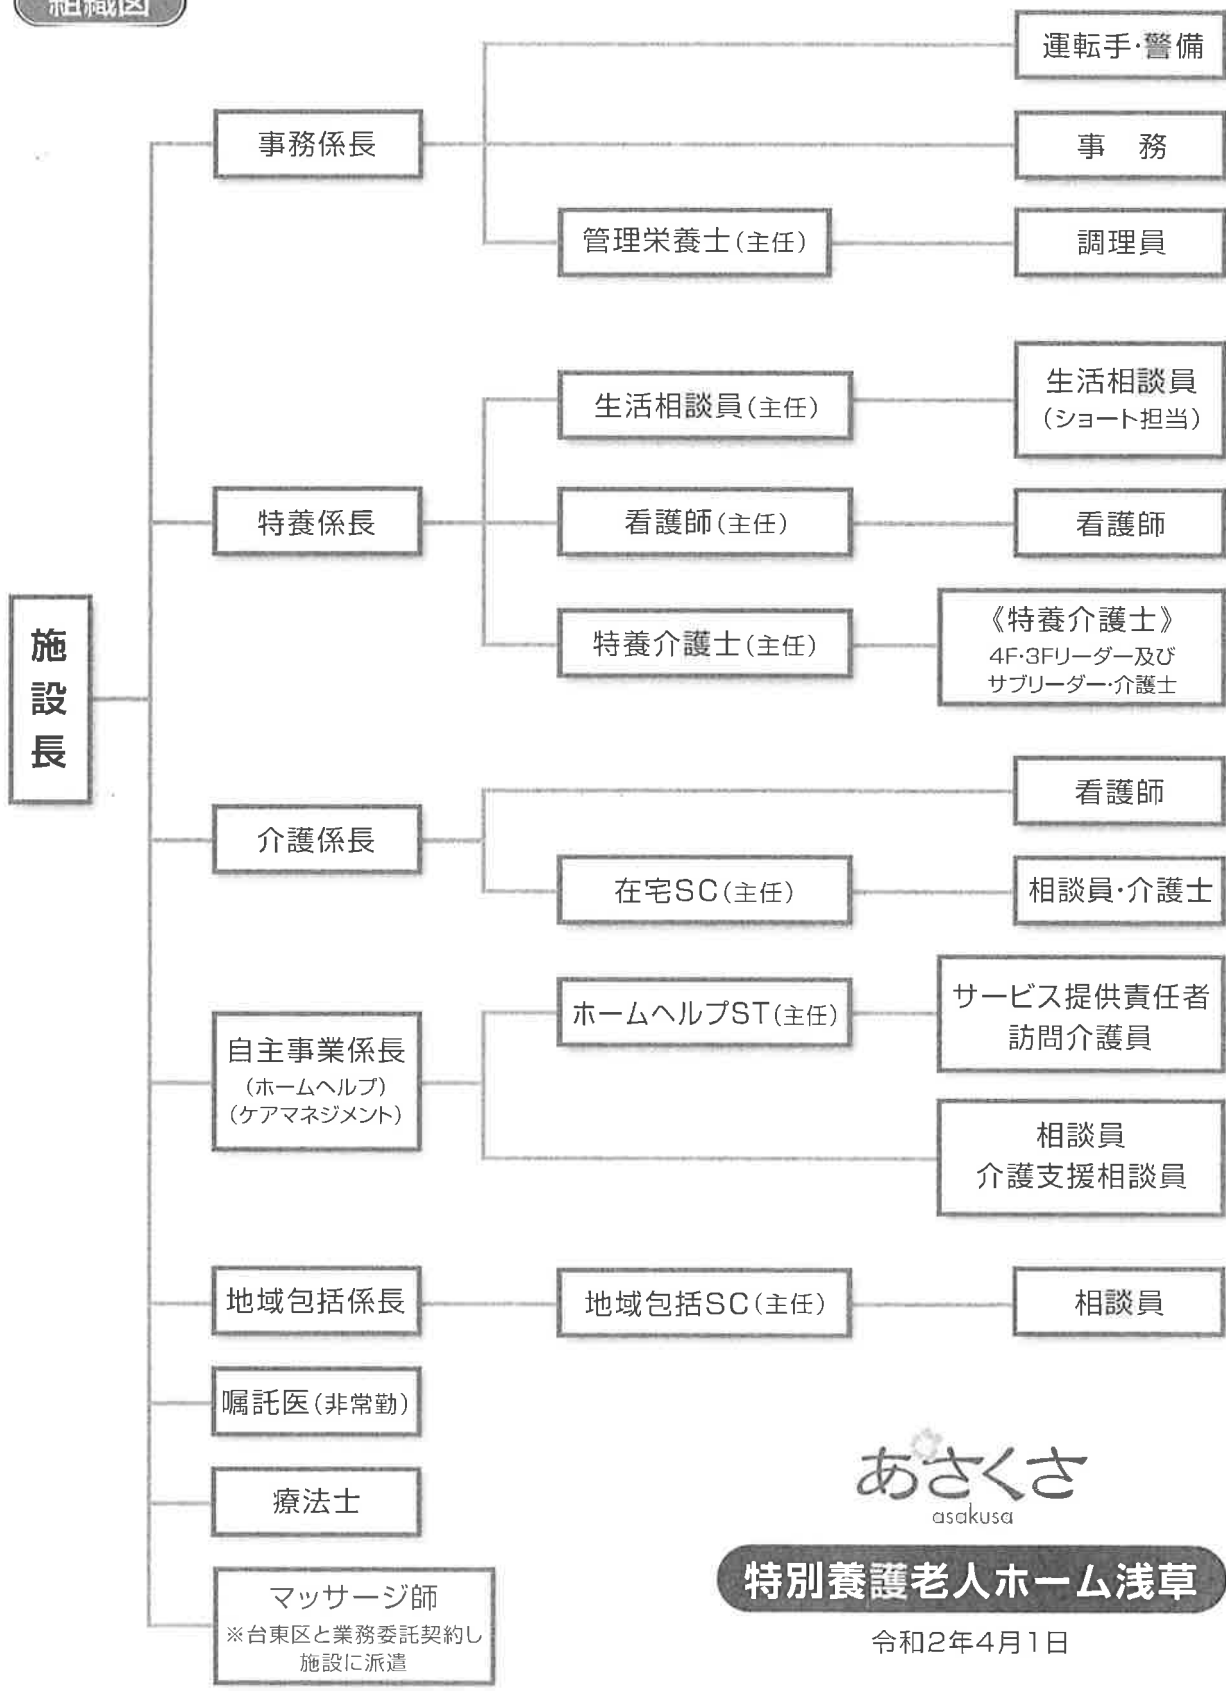 組織図
運転手・警備
事務係長
事　務
管理栄養士(主任)
調理員
生活相談員(主任)
生活相談員
(ショート担当)
特養係長
看護師(主任)
看護師
特養介護士(主任)
《特養介護士》
4F・3Fリーダー及び
サブリーダー・介護士
施
設
長
介護係長
看護師
在宅SC(主任)
相談員・介護士
自主事業係長
(ホームヘルプ)
(ケアマネジメント)
ホームヘルプST(主任)
サービス提供責任者
訪問介護員
相談員
介護支援相談員
地域包括係長
地域包括SC(主任)
相談員
嘱託医(非常勤)
療法士
マッサージ師
※台東区と業務委託契約し
施設に派遣
あさくさ
asakusa
特別養護老人ホーム浅草
令和2年4月1日